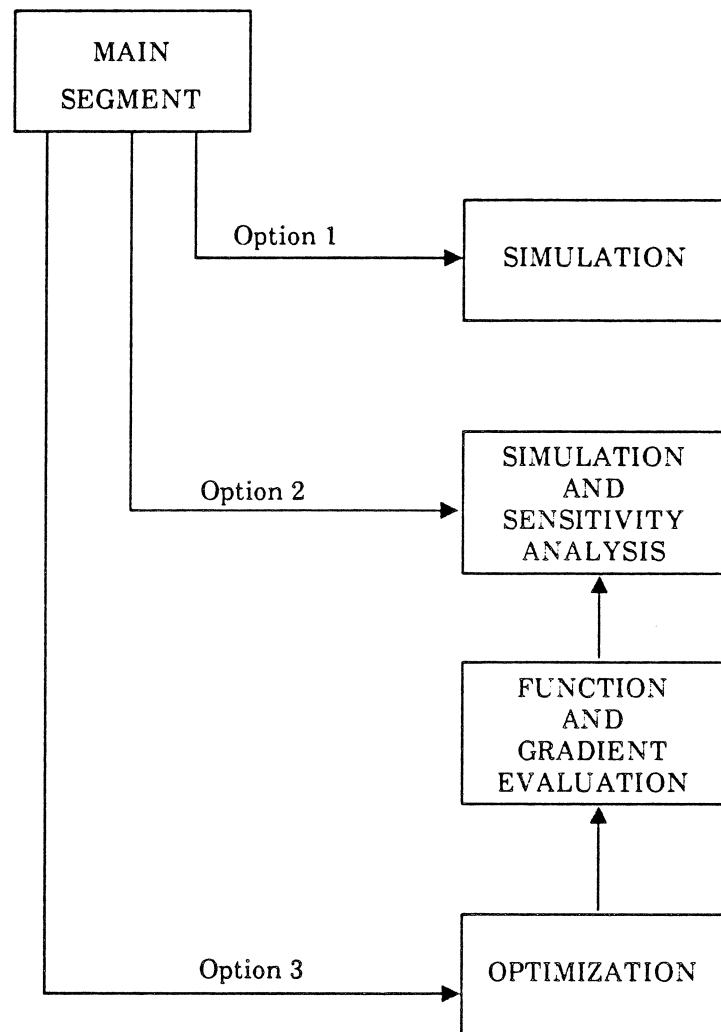 MAIN
SEGMENT
Option 1
SIMULATION
Option 2
SIMULATION
AND
SENSITIVITY
ANALYSIS
FUNCTION
AND
GRADIENT
EVALUATION
Option 3
OPTIMIZATION